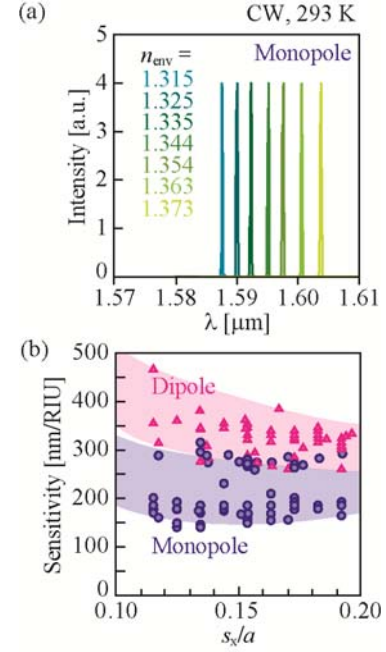 (a)
CW, 293 K
n_env =
Monopole
1.315
1.325
1.335
1.344
1.354
1.363
1.373
Intensity [a.u.]
5
4
3
2
1
0
1.57 1.58 1.59 1.60 1.61
λ [μm]
(b)
Sensitivity [nm/RIU]
500
400
300
200
100
0
Dipole
Monopole
0.10 0.15 0.20
s_x/a